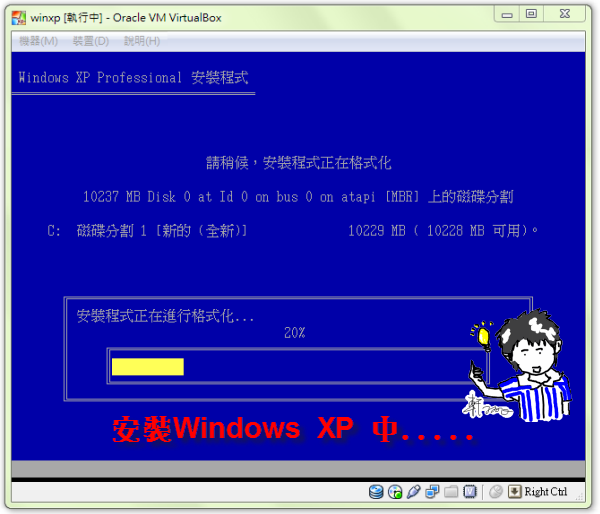 winxp [執行中] - Oracle VM VirtualBox
機器(M) 裝置(D) 說明(H)
Windows XP Professional 安裝程式
請稍候，安裝程式正在格式化
10237 MB Disk 0 at Id 0 on bus 0 on atapi [MBR] 上的磁碟分割
C: 磁碟分割 1 [新的 (全新)] 10229 MB ( 10228 MB 可用)。
安裝程式正在進行格式化...
20%
安裝Windows XP 中.....
Right Ctrl